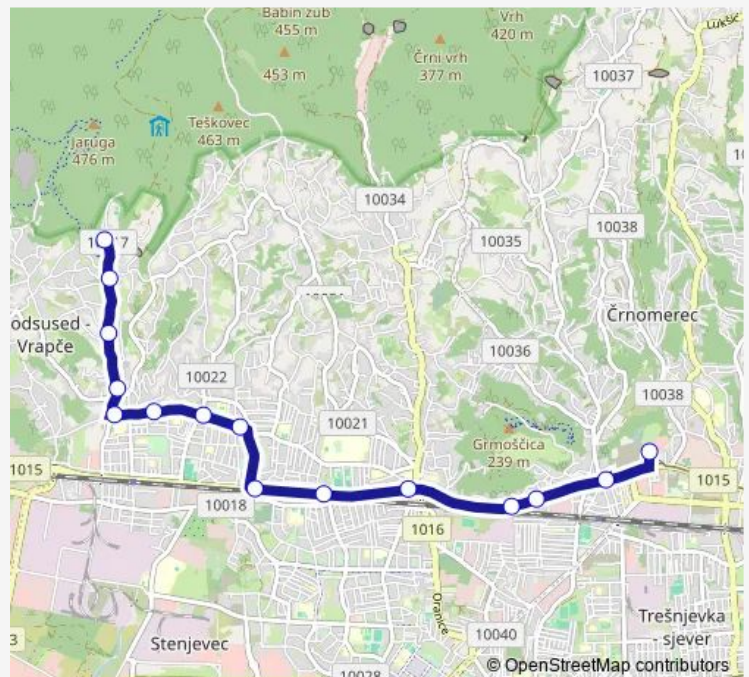 Babin zub
455 m
Vrh
420 m
Lukšić
453 m
Črni vrh
377 m
10037
Teškovec
463 m
Jaruga
476 m
10034
10035
10038
odsused -
Vrapče
Črnomerec
10036
10022
10038
10021
Grmoščica
239 m
1015
1015
10018
1016
Oranice
Trešnjevka
- sjever
10040
Stenjevec
3
10028
© OpenStreetMap contributors